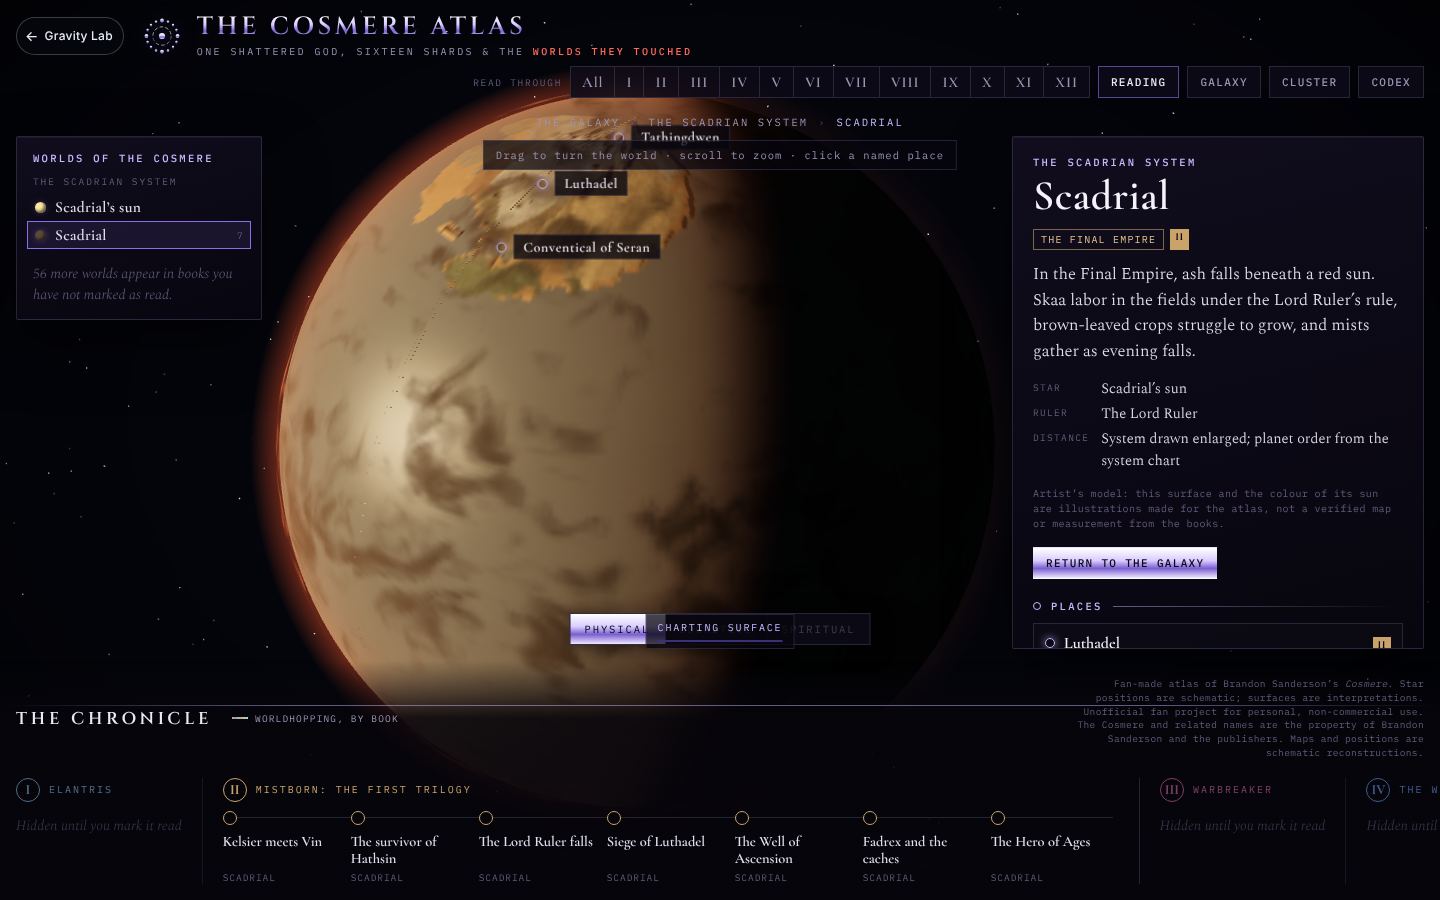 ← Gravity Lab
THE COSMERE ATLAS
ONE SHATTERED GOD, SIXTEEN SHARDS & THE WORLDS THEY TOUCHED
READ THROUGH All I II III IV V VI VII VIII IX X XI XII READING GALAXY CLUSTER CODEX
THE GALAXY › THE SCADRIAN SYSTEM › SCADRIAL
Tathingdwen
Drag to turn the world · scroll to zoom · click a named place
Luthadel
Conventical of Seran
WORLDS OF THE COSMERE
THE SCADRIAN SYSTEM
Scadrial's sun
Scadrial 7
56 more worlds appear in books you
have not marked as read.
THE SCADRIAN SYSTEM
Scadrial
THE FINAL EMPIRE II
In the Final Empire, ash falls beneath a red sun.
Skaa labor in the fields under the Lord Ruler's rule,
brown-leaved crops struggle to grow, and mists
gather as evening falls.
STAR Scadrial's sun
RULER The Lord Ruler
DISTANCE System drawn enlarged; planet order from the
system chart
Artist's model: this surface and the colour of its sun
are illustrations made for the atlas, not a verified map
or measurement from the books.
RETURN TO THE GALAXY
PLACES
Luthadel II
PHYSICAL CHARTING SURFACE SPIRITUAL
Fan-made atlas of Brandon Sanderson's Cosmere. Star
positions are schematic; surfaces are interpretations.
Unofficial fan project for personal, non-commercial use.
The Cosmere and related names are the property of Brandon
Sanderson and the publishers. Maps and positions are
schematic reconstructions.
THE CHRONICLE — WORLDHOPPING, BY BOOK
I ELANTRIS
Hidden until you mark it read
II MISTBORN: THE FIRST TRILOGY
Kelsier meets Vin
SCADRIAL
The survivor of
Hathsin
SCADRIAL
The Lord Ruler falls
SCADRIAL
Siege of Luthadel
SCADRIAL
The Well of
Ascension
SCADRIAL
Fadrex and the
caches
SCADRIAL
The Hero of Ages
SCADRIAL
III WARBREAKER
Hidden until you mark it read
IV THE W
Hidden until